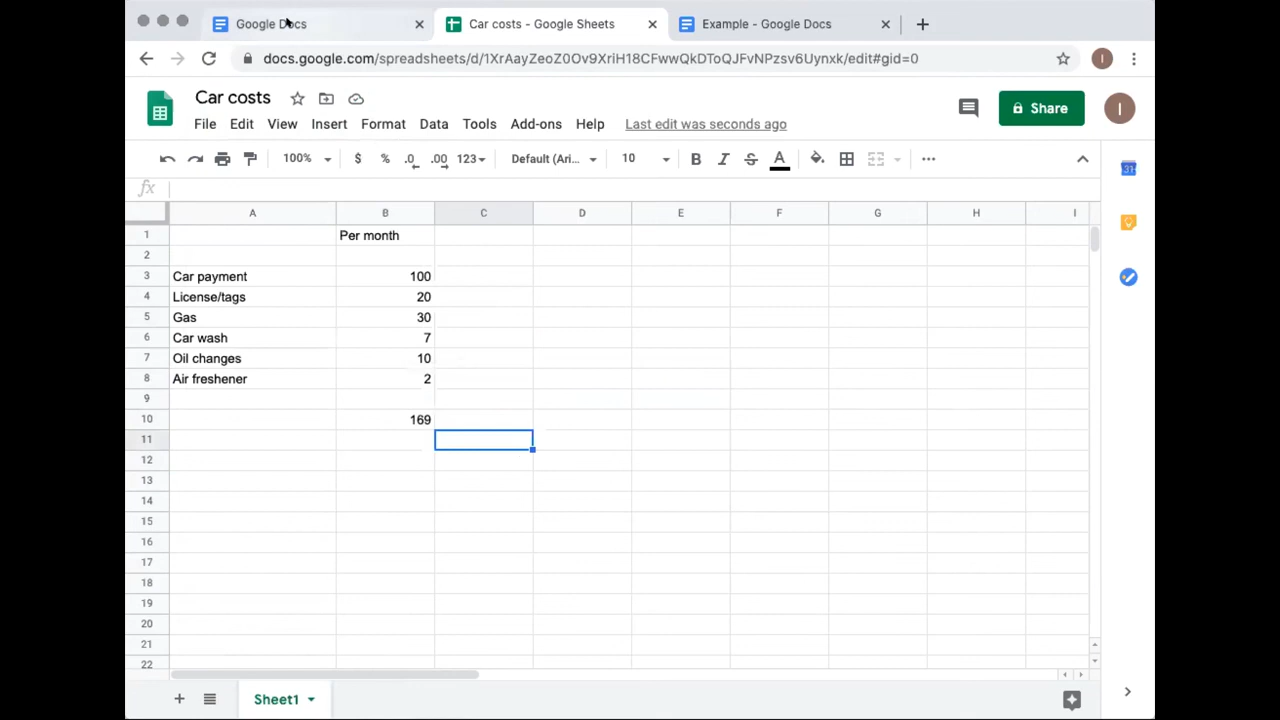 Google Docs
Car costs - Google Sheets
Example - Google Docs
docs.google.com/spreadsheets/d/1XrAayZeoZ0Ov9XriH18CFwwQkDToQJFvNPzsv6Uynxk/edit#gid=0
I
Car costs
File Edit View Insert Format Data Tools Add-ons Help Last edit was seconds ago
Share
I
100% $ % .0 .00 123 Default (Ari... 10 B I S A
31
fx
A B C D E F G H I
1 Per month
2
3 Car payment 100
4 License/tags 20
5 Gas 30
6 Car wash 7
7 Oil changes 10
8 Air freshener 2
9
10 169
11
12
13
14
15
16
17
18
19
20
21
22
Sheet1